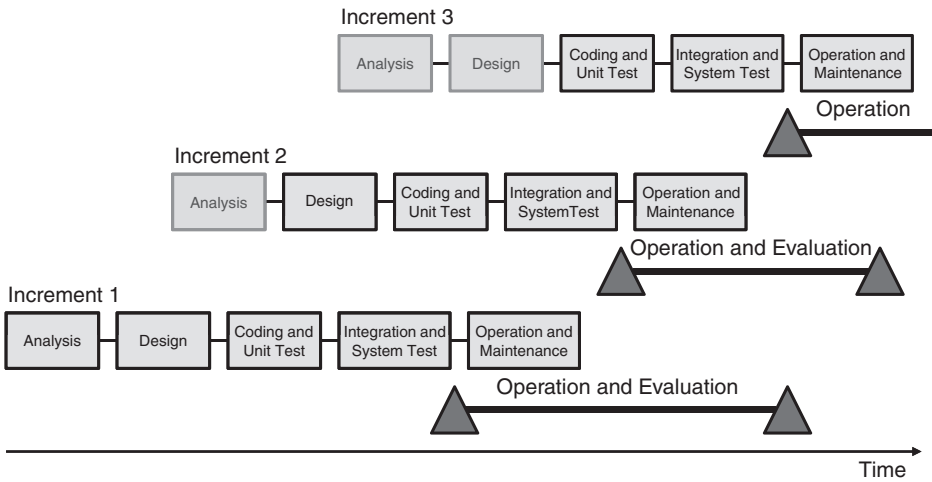 Increment 3
Analysis
Design
Coding and
Unit Test
Integration and
System Test
Operation and
Maintenance
Operation
Increment 2
Analysis
Design
Coding and
Unit Test
Integration and
SystemTest
Operation and
Maintenance
Operation and Evaluation
Increment 1
Analysis
Design
Coding and
Unit Test
Integration and
System Test
Operation and
Maintenance
Operation and Evaluation
Time